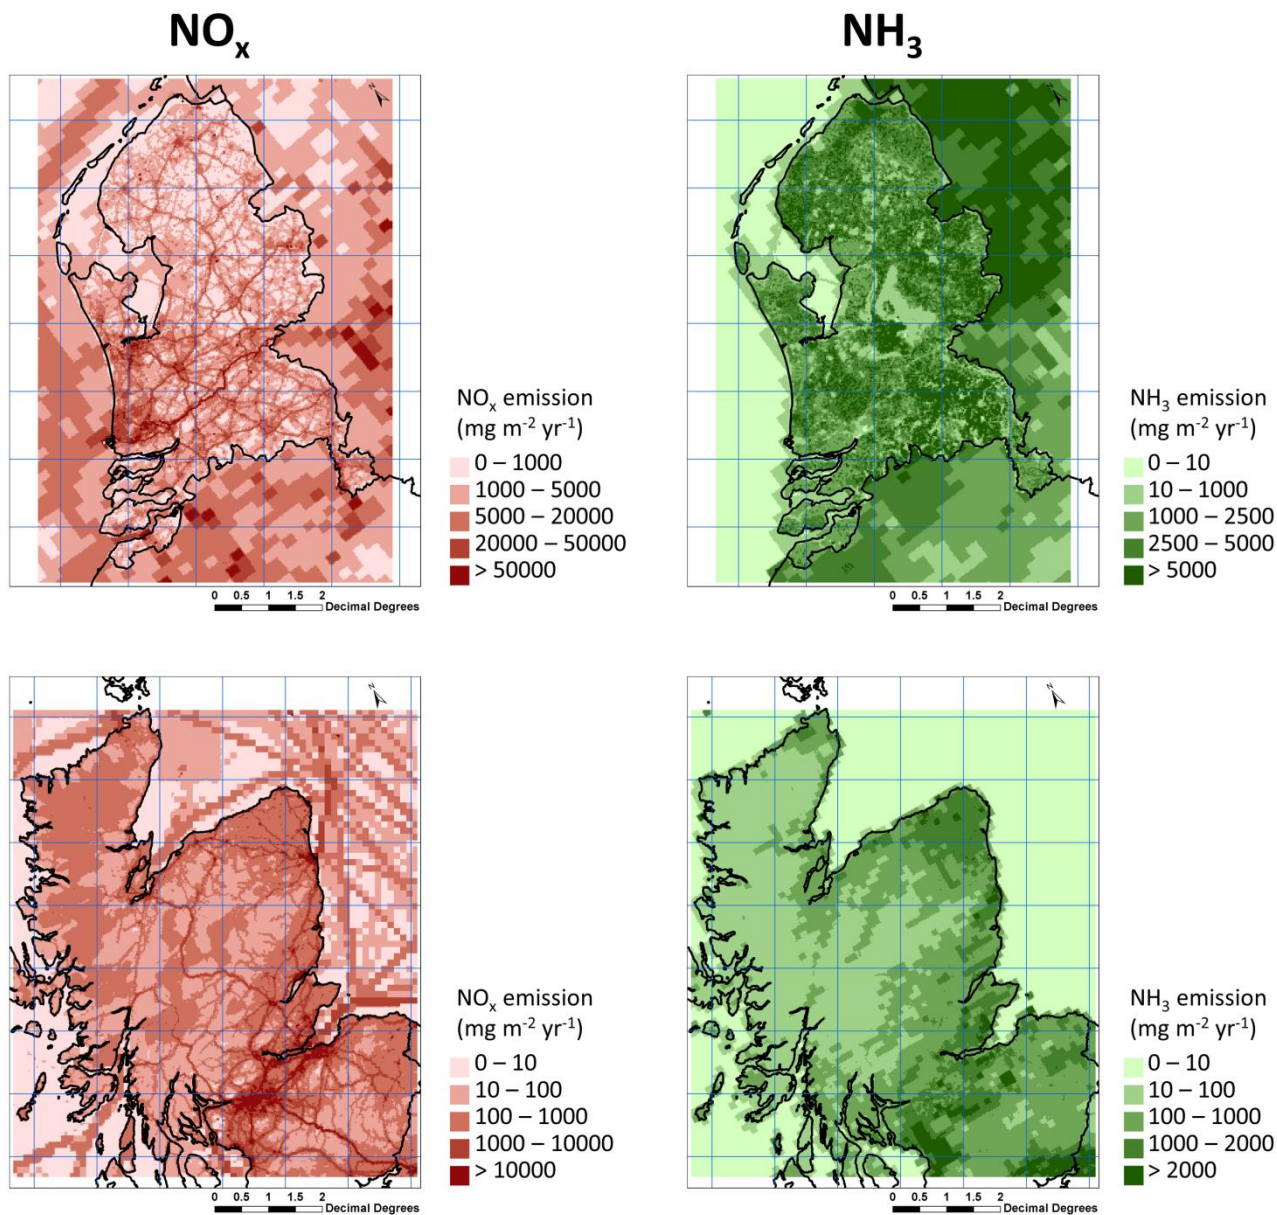 NOx
NH3
N
N
NOx emission
(mg m-2 yr-1)
0 – 1000
1000 – 5000
5000 – 20000
20000 – 50000
> 50000
NH3 emission
(mg m-2 yr-1)
0 – 10
10 – 1000
1000 – 2500
2500 – 5000
> 5000
0 0.5 1 1.5 2
Decimal Degrees
0 0.5 1 1.5 2
Decimal Degrees
N
N
NOx emission
(mg m-2 yr-1)
0 – 10
10 – 100
100 – 1000
1000 – 10000
> 10000
NH3 emission
(mg m-2 yr-1)
0 – 10
10 – 100
100 – 1000
1000 – 2000
> 2000
0 0.5 1 1.5 2
Decimal Degrees
0 0.5 1 1.5 2
Decimal Degrees